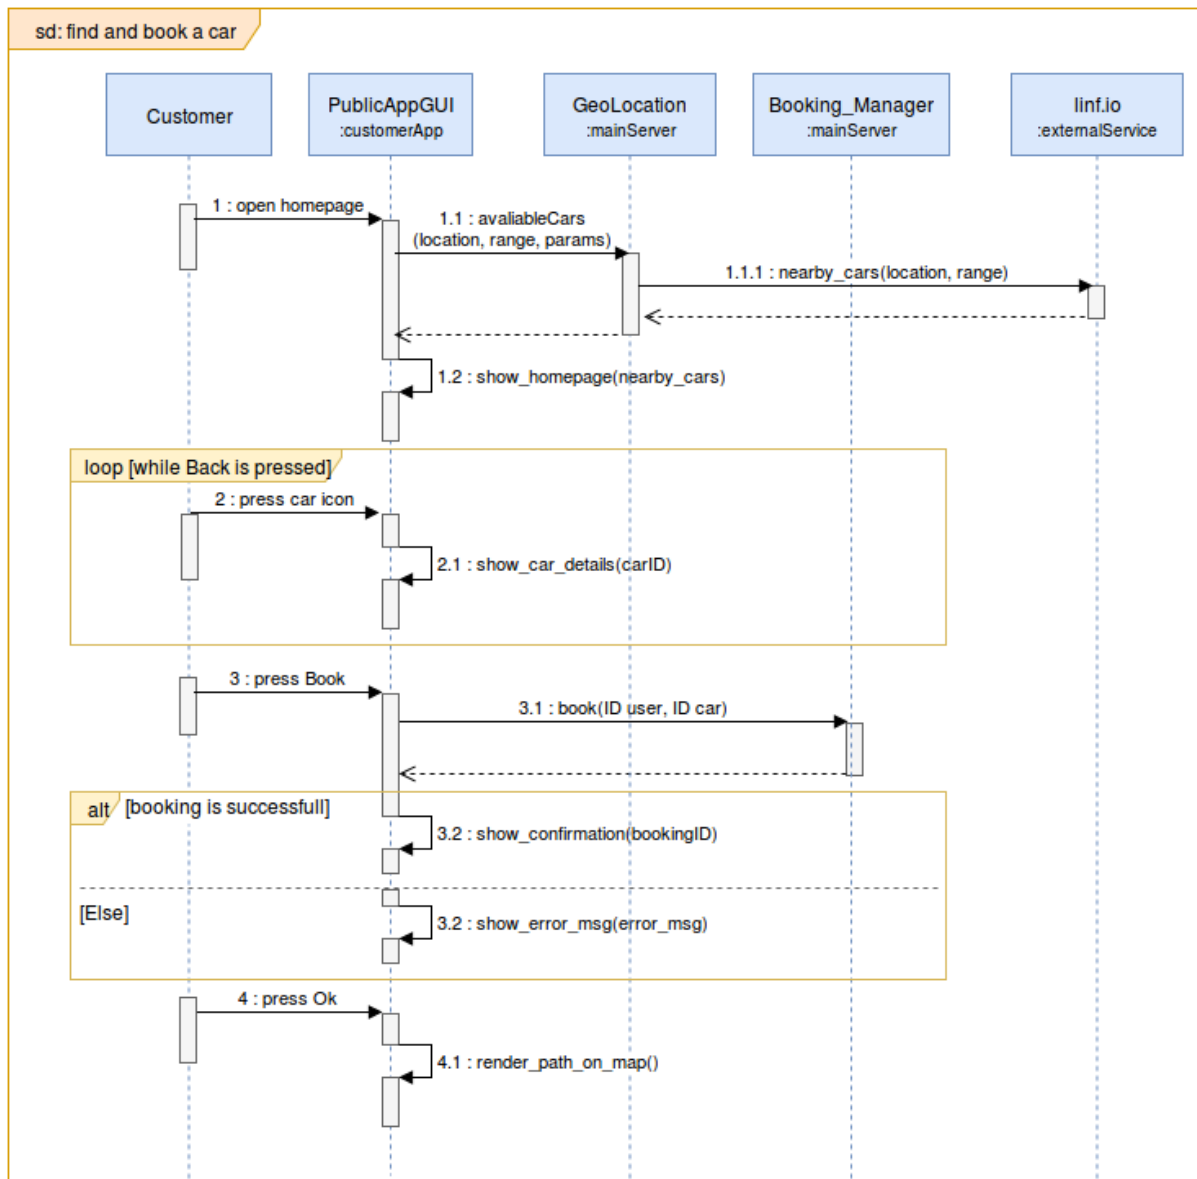 sd: find and book a car
Customer
PublicAppGUI
:customerApp
GeoLocation
:mainServer
Booking_Manager
:mainServer
linf.io
:externalService
1 : open homepage
1.1 : avaliableCars
(location, range, params)
1.1.1 : nearby_cars(location, range)
1.2 : show_homepage(nearby_cars)
loop [while Back is pressed]
2 : press car icon
2.1 : show_car_details(carID)
3 : press Book
3.1 : book(ID user, ID car)
alt [booking is successfull]
3.2 : show_confirmation(bookingID)
[Else]
3.2 : show_error_msg(error_msg)
4 : press Ok
4.1 : render_path_on_map()